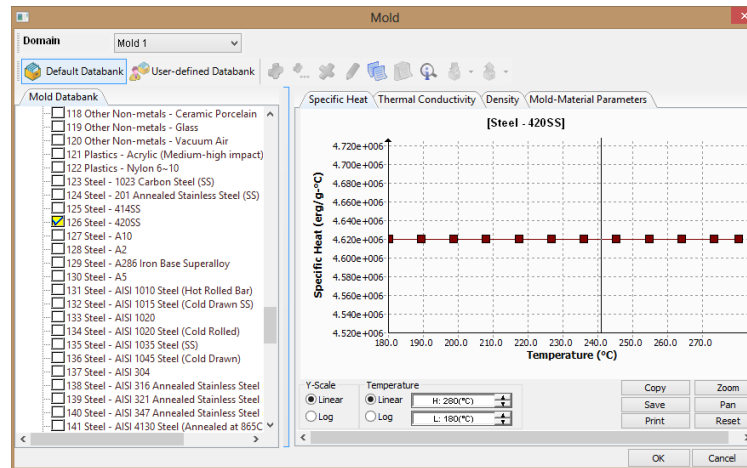 Mold
Domain
Mold 1
Default Databank
User-defined Databank
Mold Databank
118 Other Non-metals - Ceramic Porcelain
119 Other Non-metals - Glass
120 Other Non-metals - Vacuum Air
121 Plastics - Acrylic (Medium-high impact)
122 Plastics - Nylon 6~10
123 Steel - 1023 Carbon Steel (SS)
124 Steel - 201 Annealed Stainless Steel (SS)
125 Steel - 414SS
126 Steel - 420SS
127 Steel - A10
128 Steel - A2
129 Steel - A286 Iron Base Superalloy
130 Steel - A5
131 Steel - AISI 1010 Steel (Hot Rolled Bar)
132 Steel - AISI 1015 Steel (Cold Drawn SS)
133 Steel - AISI 1020
134 Steel - AISI 1020 Steel (Cold Rolled)
135 Steel - AISI 1035 Steel (SS)
136 Steel - AISI 1045 Steel (Cold Drawn)
137 Steel - AISI 304
138 Steel - AISI 316 Annealed Stainless Steel
139 Steel - AISI 321 Annealed Stainless Steel
140 Steel - AISI 347 Annealed Stainless Steel
141 Steel - AISI 4130 Steel (Annealed at 865C
Specific Heat Thermal Conductivity Density Mold-Material Parameters
[Steel - 420SS]
4.720e+006
4.700e+006
4.680e+006
4.660e+006
4.640e+006
4.620e+006
4.600e+006
4.580e+006
4.560e+006
4.540e+006
4.520e+006
Specific Heat (erg/g-ºC)
180.0 190.0 200.0 210.0 220.0 230.0 240.0 250.0 260.0 270.0
Temperature (ºC)
Y-Scale
Linear
Log
Temperature
Linear
Log
H: 280(ºC)
L: 180(ºC)
Copy Zoom
Save Pan
Print Reset
OK Cancel